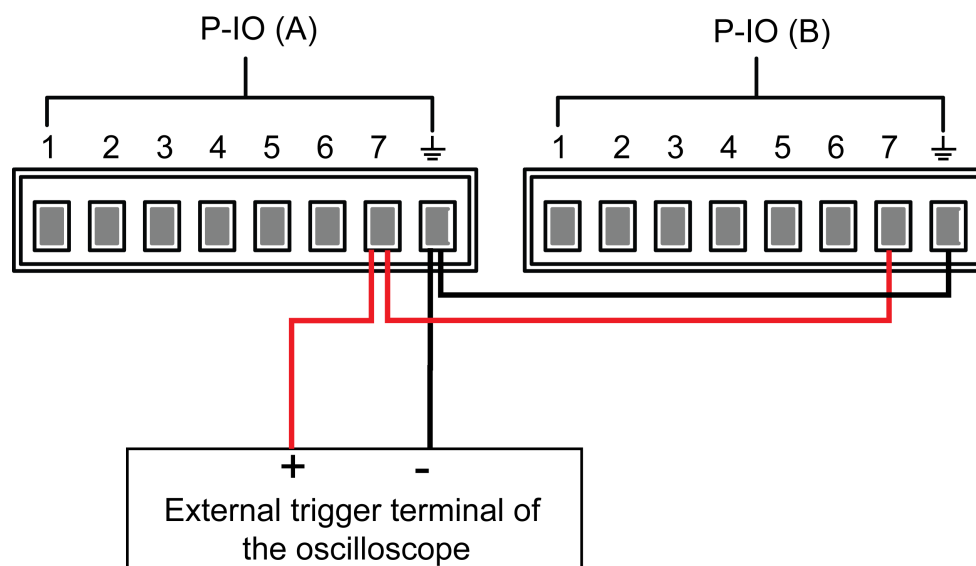 P-IO (A)
P-IO (B)
1 2 3 4 5 6 7
1 2 3 4 5 6 7
+ -
External trigger terminal of
the oscilloscope